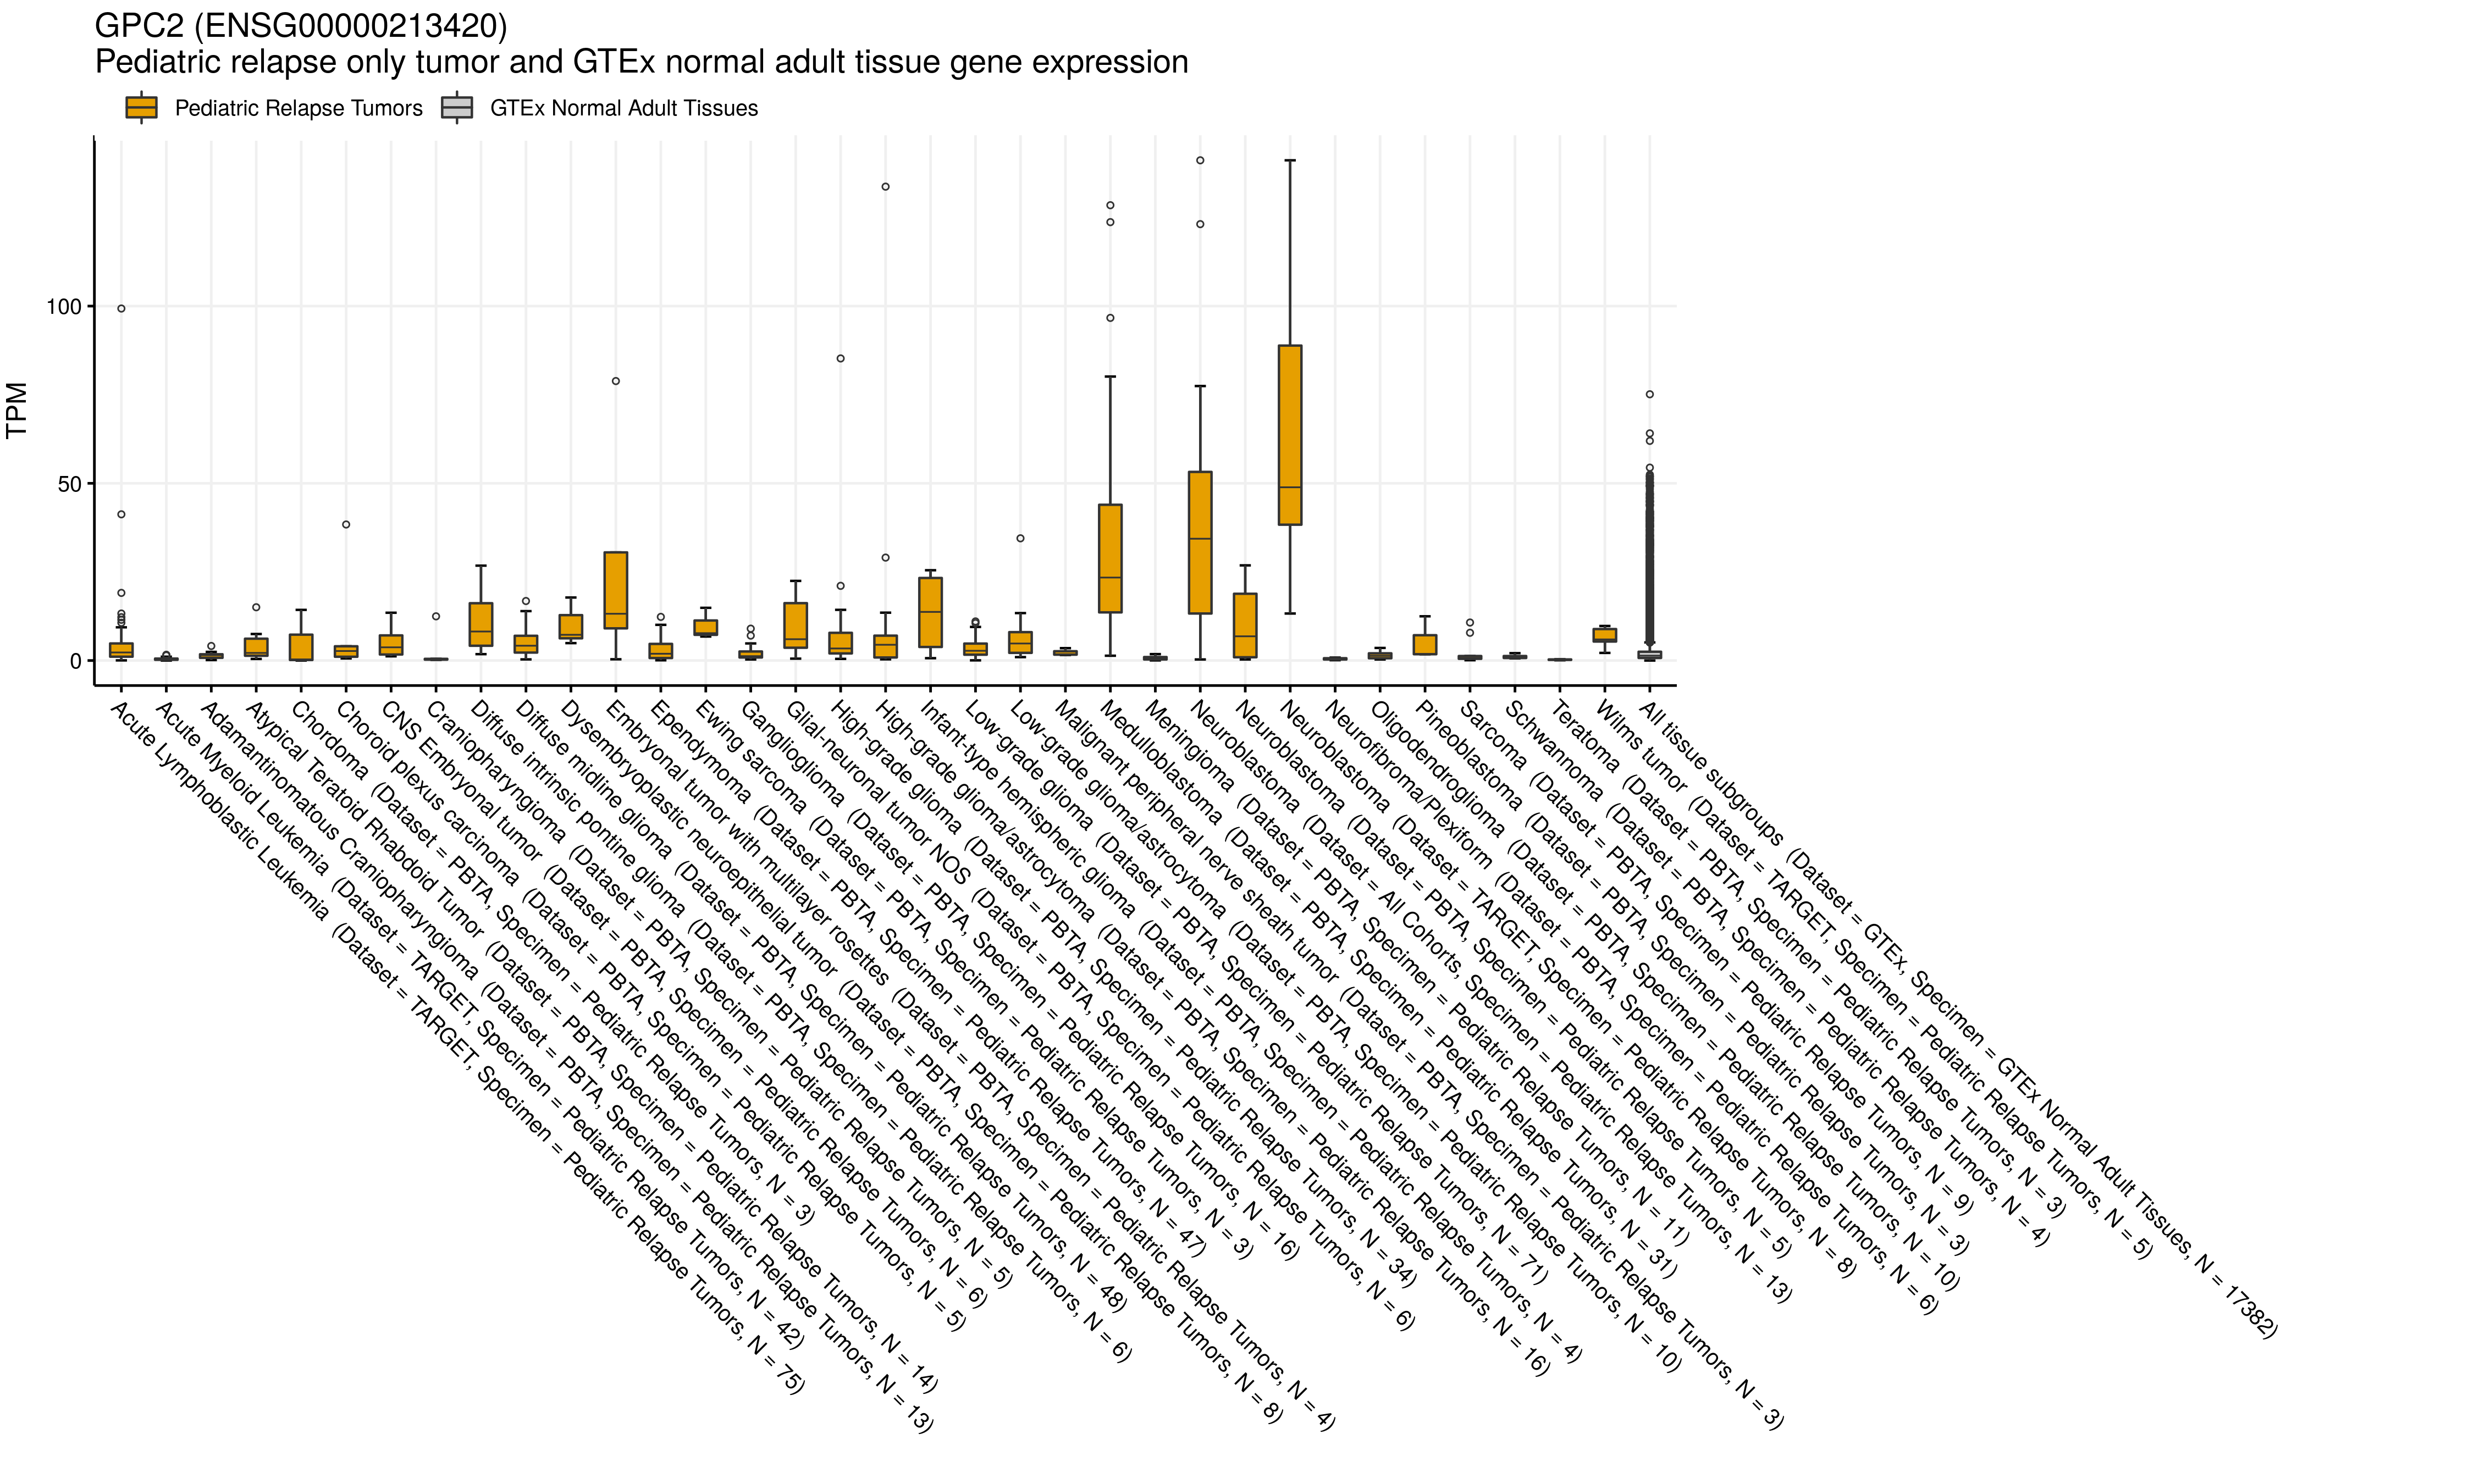 GPC2 (ENSG00000213420)
Pediatric relapse only tumor and GTEx normal adult tissue gene expression
Pediatric Relapse Tumors
GTEx Normal Adult Tissues
TPM
100
50
0
Acute Lymphoblastic Leukemia (Dataset = TARGET, Specimen = Pediatric Relapse Tumors, N = 75)
Acute Myeloid Leukemia (Dataset = TARGET, Specimen = Pediatric Relapse Tumors, N = 42)
Adamantinomatous Craniopharyngioma (Dataset = PBTA, Specimen = Pediatric Relapse Tumors, N = 13)
Atypical Teratoid Rhabdoid Tumor (Dataset = PBTA, Specimen = Pediatric Relapse Tumors, N = 14)
Chordoma (Dataset = PBTA, Specimen = Pediatric Relapse Tumors, N = 3)
Choroid plexus carcinoma (Dataset = PBTA, Specimen = Pediatric Relapse Tumors, N = 5)
CNS Embryonal tumor (Dataset = PBTA, Specimen = Pediatric Relapse Tumors, N = 6)
Craniopharyngioma (Dataset = PBTA, Specimen = Pediatric Relapse Tumors, N = 5)
Diffuse intrinsic pontine glioma (Dataset = PBTA, Specimen = Pediatric Relapse Tumors, N = 6)
Diffuse midline glioma (Dataset = PBTA, Specimen = Pediatric Relapse Tumors, N = 48)
Dysembryoplastic neuroepithelial tumor (Dataset = PBTA, Specimen = Pediatric Relapse Tumors, N = 8)
Embryonal tumor with multilayer rosettes (Dataset = PBTA, Specimen = Pediatric Relapse Tumors, N = 4)
Ependymoma (Dataset = PBTA, Specimen = Pediatric Relapse Tumors, N = 47)
Ewing sarcoma (Dataset = PBTA, Specimen = Pediatric Relapse Tumors, N = 3)
Ganglioglioma (Dataset = PBTA, Specimen = Pediatric Relapse Tumors, N = 16)
Glial-neuronal tumor NOS (Dataset = PBTA, Specimen = Pediatric Relapse Tumors, N = 6)
High-grade glioma (Dataset = PBTA, Specimen = Pediatric Relapse Tumors, N = 34)
High-grade glioma/astrocytoma (Dataset = PBTA, Specimen = Pediatric Relapse Tumors, N = 16)
Infant-type hemispheric glioma (Dataset = PBTA, Specimen = Pediatric Relapse Tumors, N = 4)
Low-grade glioma (Dataset = PBTA, Specimen = Pediatric Relapse Tumors, N = 71)
Low-grade glioma/astrocytoma (Dataset = PBTA, Specimen = Pediatric Relapse Tumors, N = 10)
Malignant peripheral nerve sheath tumor (Dataset = PBTA, Specimen = Pediatric Relapse Tumors, N = 3)
Medulloblastoma (Dataset = PBTA, Specimen = Pediatric Relapse Tumors, N = 31)
Meningioma (Dataset = PBTA, Specimen = Pediatric Relapse Tumors, N = 11)
Neuroblastoma (Dataset = All Cohorts, Specimen = Pediatric Relapse Tumors, N = 13)
Neuroblastoma (Dataset = PBTA, Specimen = Pediatric Relapse Tumors, N = 5)
Neuroblastoma (Dataset = TARGET, Specimen = Pediatric Relapse Tumors, N = 8)
Neurofibroma/Plexiform (Dataset = PBTA, Specimen = Pediatric Relapse Tumors, N = 6)
Oligodendroglioma (Dataset = PBTA, Specimen = Pediatric Relapse Tumors, N = 10)
Pineoblastoma (Dataset = PBTA, Specimen = Pediatric Relapse Tumors, N = 3)
Sarcoma (Dataset = PBTA, Specimen = Pediatric Relapse Tumors, N = 9)
Schwannoma (Dataset = PBTA, Specimen = Pediatric Relapse Tumors, N = 4)
Teratoma (Dataset = PBTA, Specimen = Pediatric Relapse Tumors, N = 3)
Wilms tumor (Dataset = TARGET, Specimen = Pediatric Relapse Tumors, N = 5)
All tissue subgroups (Dataset = GTEx, Specimen = GTEx Normal Adult Tissues, N = 17382)